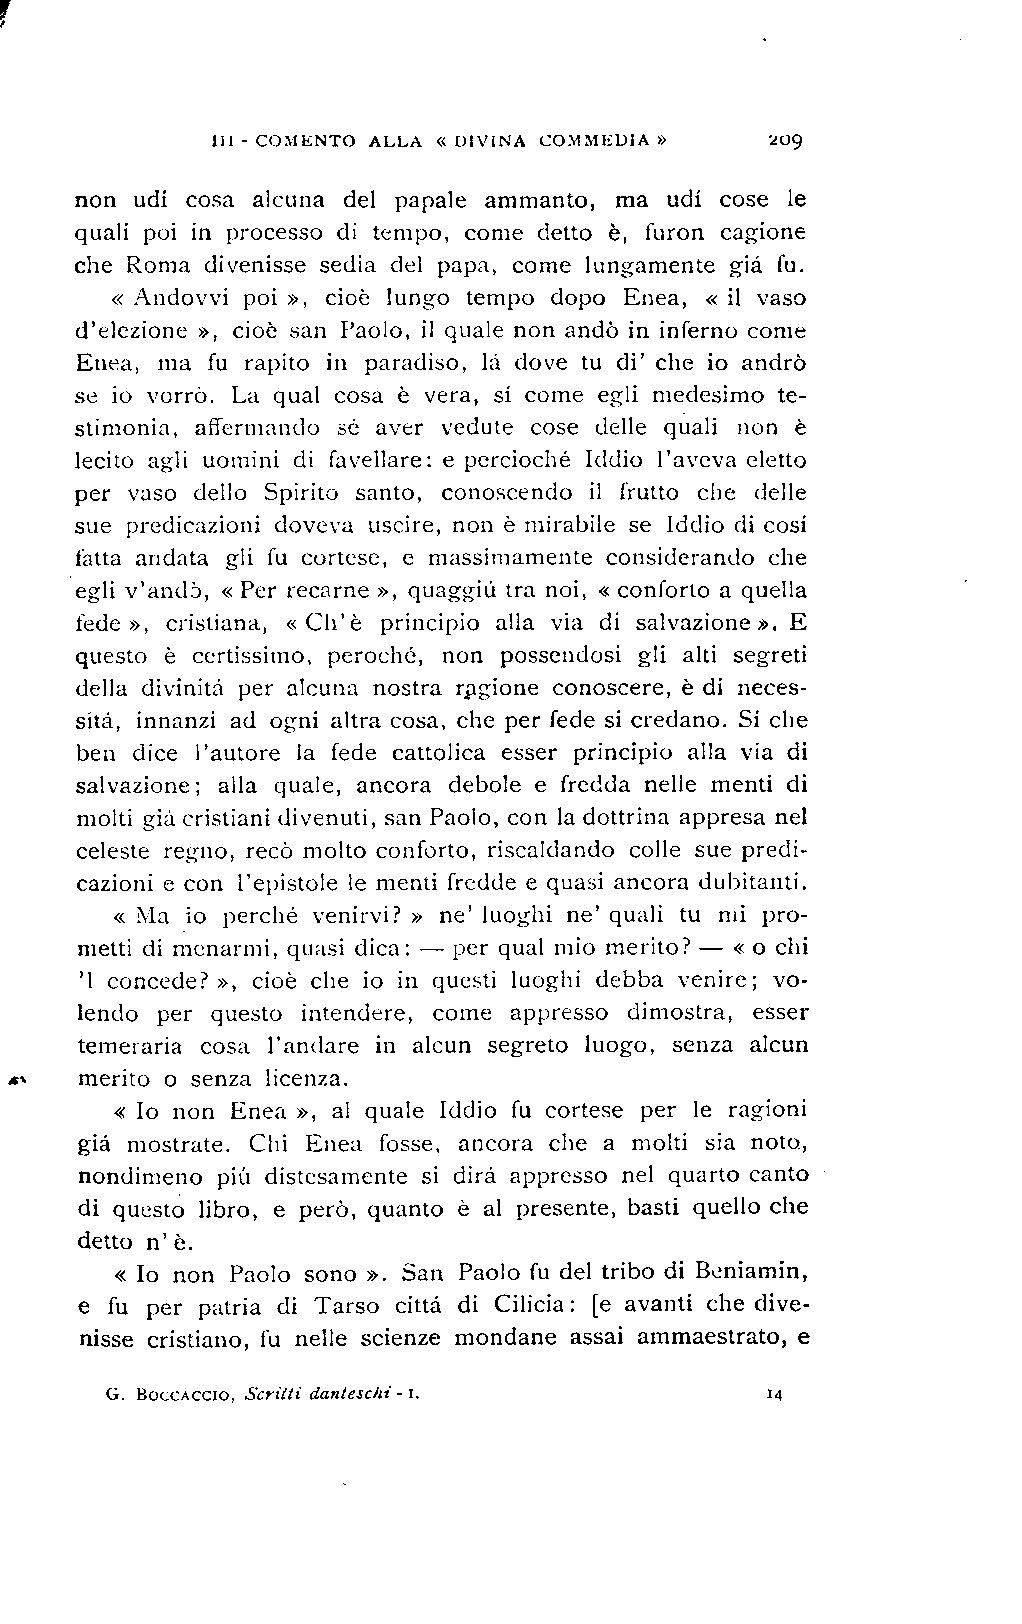 III - COMENTO ALLA « DIVINA COMMEDIA » 209
non udí cosa alcuna del papale ammanto, ma udí cose le
quali poi in processo di tempo, come detto è, furon cagione
che Roma divenisse sedia del papa, come lungamente giá fu.
« Andovvi poi », cioè lungo tempo dopo Enea, « il vaso
d'elezione », cioè san Paolo, il quale non andò in inferno come
Enea, ma fu rapito in paradiso, lá dove tu di' che io andrò
se io vorrò. La qual cosa è vera, sí come egli medesimo te-
stimonia, affermando sé aver vedute cose delle quali non è
lecito agli uomini di favellare: e percioché Iddio l'aveva eletto
per vaso dello Spirito santo, conoscendo il frutto che delle
sue predicazioni doveva uscire, non è mirabile se Iddio di cosí
fatta andata gli fu cortese, e massimamente considerando che
egli v'andò, « Per recarne », quaggiú tra noi, « conforto a quella
fede », cristiana, « Ch'è principio alla via di salvazione ». E
questo è certissimo, peroché, non possendosi gli alti segreti
della divinitá per alcuna nostra ragione conoscere, è di neces-
sitá, innanzi ad ogni altra cosa, che per fede si credano. Sí che
ben dice l'autore la fede cattolica esser principio alla via di
salvazione; alla quale, ancora debole e fredda nelle menti di
molti giá cristiani divenuti, san Paolo, con la dottrina appresa nel
celeste regno, recò molto conforto, riscaldando colle sue predi-
cazioni e con l'epistole le menti fredde e quasi ancora dubitanti.
« Ma io perché venirvi? » ne' luoghi ne' quali tu mi pro-
metti di menarmi, quasi dica: — per qual mio merito? — « o chi
'l concede? », cioè che io in questi luoghi debba venire; vo-
lendo per questo intendere, come appresso dimostra, esser
temeraria cosa l'andare in alcun segreto luogo, senza alcun
merito o senza licenza.
« Io non Enea », al quale Iddio fu cortese per le ragioni
giá mostrate. Chi Enea fosse, ancora che a molti sia noto,
nondimeno piú distesamente si dirá appresso nel quarto canto
di questo libro, e però, quanto è al presente, basti quello che
detto n' è.
« Io non Paolo sono ». San Paolo fu del tribo di Beniamin,
e fu per patria di Tarso cittá di Cilicia: [e avanti che dive-
nisse cristiano, fu nelle scienze mondane assai ammaestrato, e
G. BOCCACCIO, Scritti danteschi - I. 14